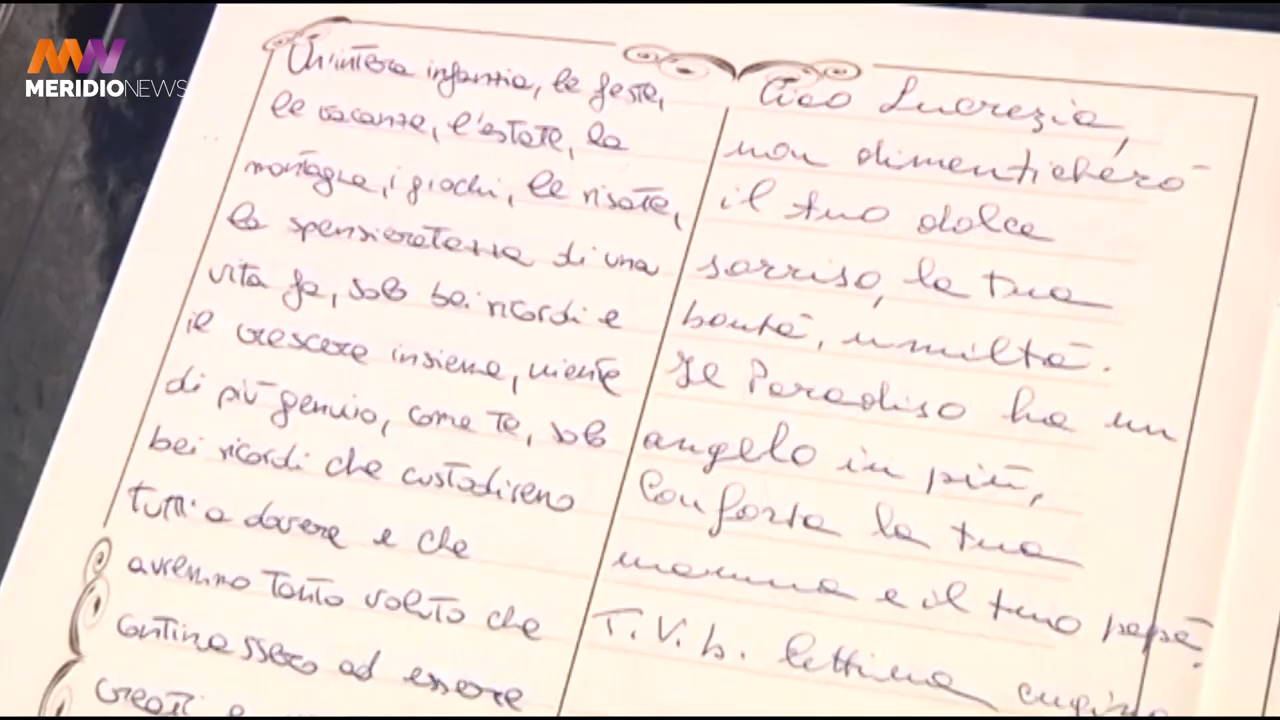 MERIDIONEWS
Un'intera infanzia, le feste,
le vacanze, l'estate, la
montagna, i giochi, le risate,
la spensieratezza di una
vita fa, solo bei ricordi e
il crescere insieme, niente
di più genuino, come te, solo
bei ricordi che custodiremo
tutti a dovere e che
avremmo tanto voluto che
continuassero ad essere
creati e
Ciao Lucrezia,
non dimenticherò
il tuo dolce
sorriso, la tua
bontà, umiltà.
Il Paradiso ha un
angelo in più,
Conforta la tua
mamma e il tuo papà.
T.V.b.